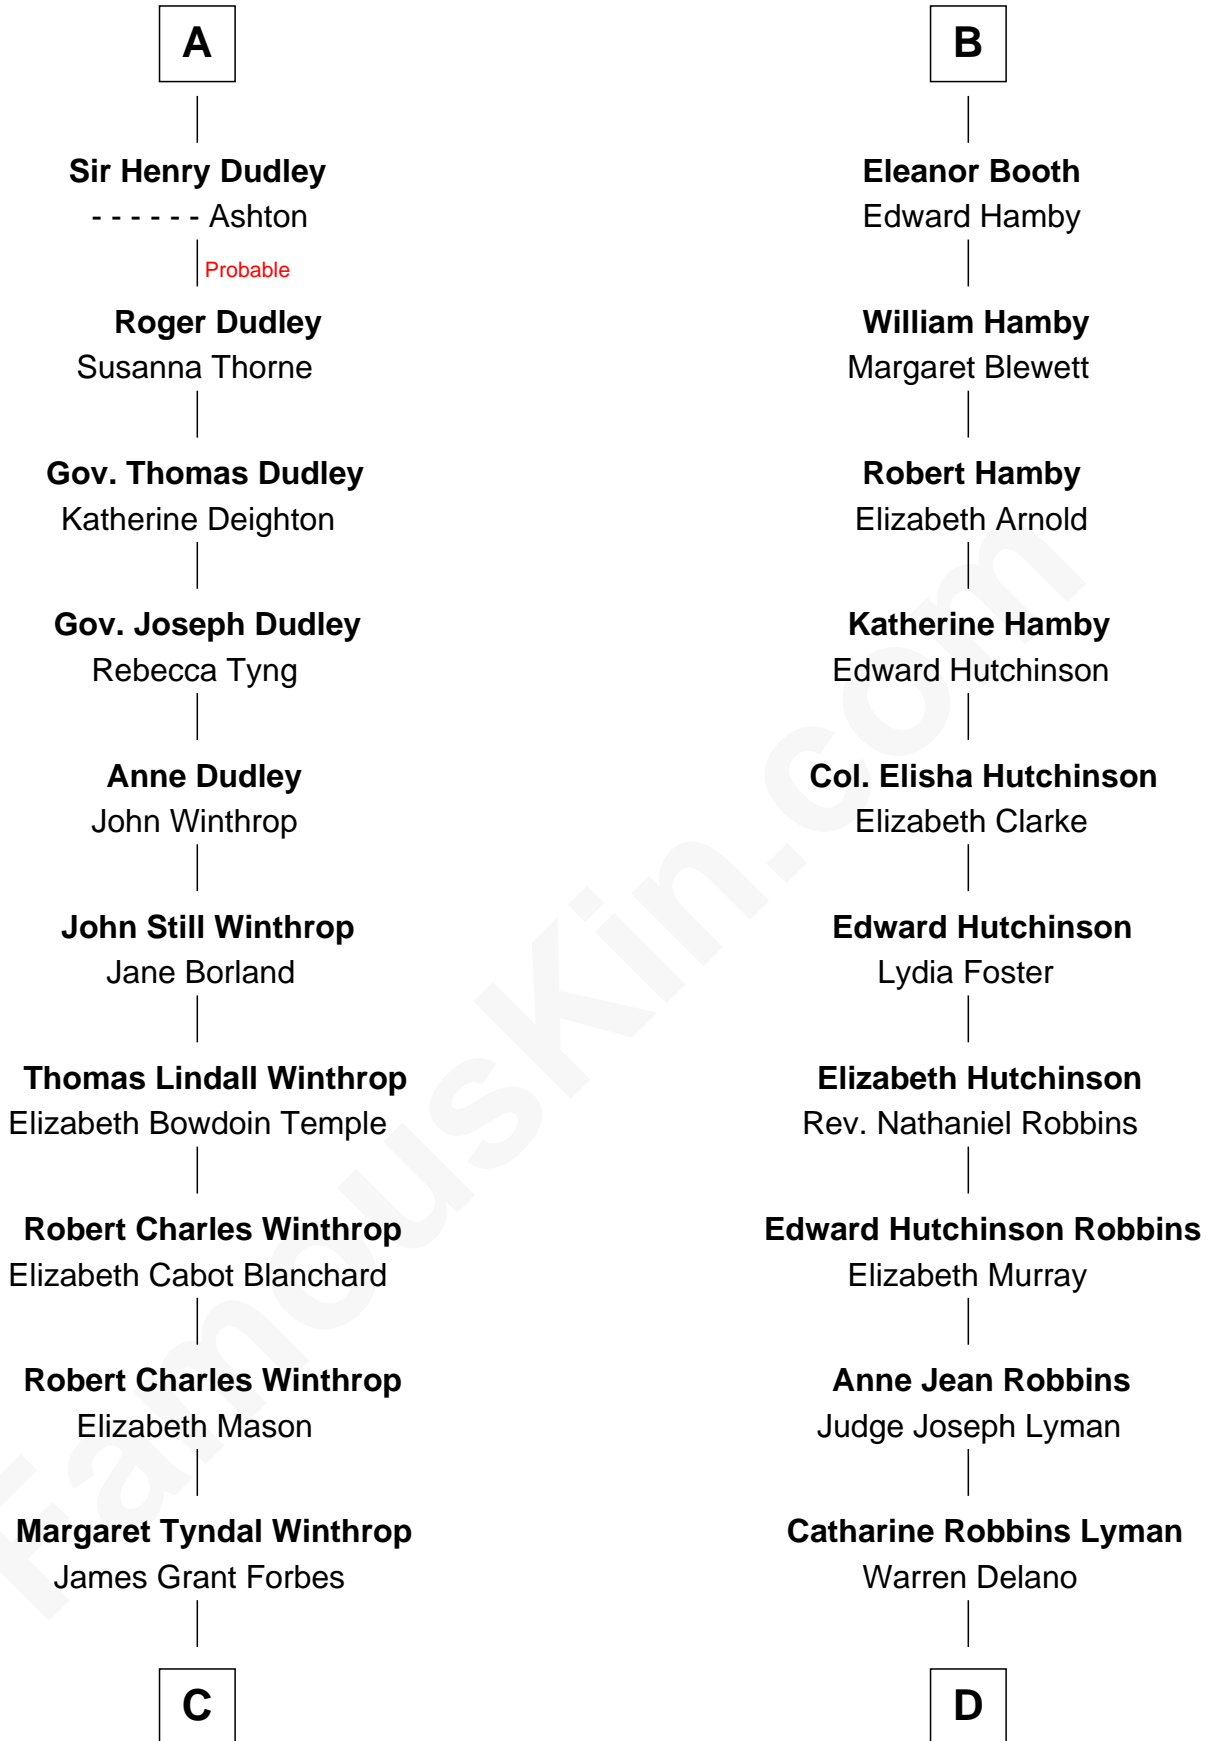 A
Sir Henry Dudley
- - - - - - Ashton
Probable
Roger Dudley
Susanna Thorne
Gov. Thomas Dudley
Katherine Deighton
Gov. Joseph Dudley
Rebecca Tyng
Anne Dudley
John Winthrop
John Still Winthrop
Jane Borland
Thomas Lindall Winthrop
Elizabeth Bowdoin Temple
Robert Charles Winthrop
Elizabeth Cabot Blanchard
Robert Charles Winthrop
Elizabeth Mason
Margaret Tyndal Winthrop
James Grant Forbes
C
B
Eleanor Booth
Edward Hamby
William Hamby
Margaret Blewett
Robert Hamby
Elizabeth Arnold
Katherine Hamby
Edward Hutchinson
Col. Elisha Hutchinson
Elizabeth Clarke
Edward Hutchinson
Lydia Foster
Elizabeth Hutchinson
Rev. Nathaniel Robbins
Edward Hutchinson Robbins
Elizabeth Murray
Anne Jean Robbins
Judge Joseph Lyman
Catharine Robbins Lyman
Warren Delano
D
FamousKin.com